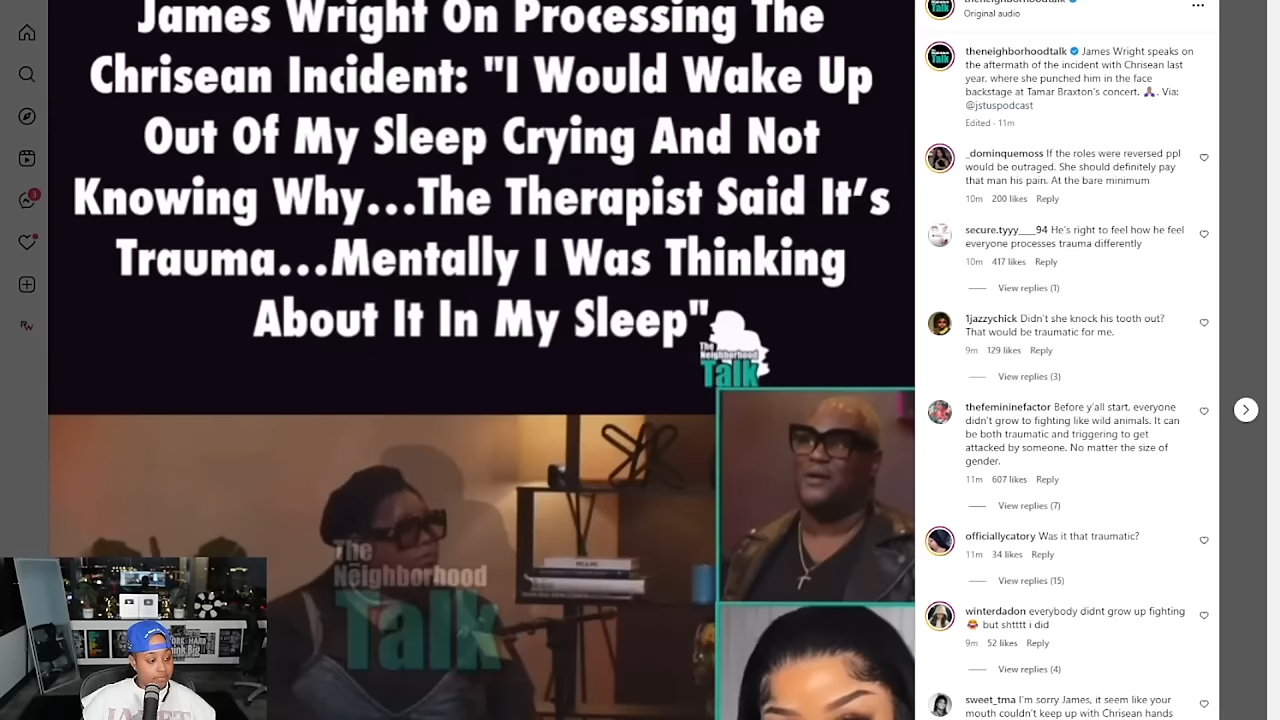 James Wright On Processing The
Chrisean Incident: "I Would Wake Up
Out Of My Sleep Crying And Not
Knowing Why...The Therapist Said It's
Trauma...Mentally I Was Thinking
About It In My Sleep"
The
Neighborhood
Talk
The
Neighborhood
Talk
MIAMI
theneighborhoodtalk
Original audio
theneighborhoodtalk James Wright speaks on
the aftermath of the incident with Chrisean last
year, where she punched him in the face
backstage at Tamar Braxton's concert. 🙏🏽. Via:
@jstuspodcast
Edited · 11m
_dominquemoss If the roles were reversed ppl
would be outraged. She should definitely pay
that man his pain. At the bare minimum
10m 200 likes Reply
secure.tyyy___94 He's right to feel how he feel
everyone processes trauma differently
10m 417 likes Reply
View replies (1)
1jazzychick Didn't she knock his tooth out?
That would be traumatic for me.
9m 129 likes Reply
View replies (3)
thefemininefactor Before y'all start, everyone
didn't grow to fighting like wild animals. It can
be both traumatic and triggering to get
attacked by someone. No matter the size of
gender.
11m 607 likes Reply
View replies (7)
officiallycatory Was it that traumatic?
11m 34 likes Reply
View replies (15)
winterdadon everybody didnt grow up fighting
😂 but shtttt i did
9m 52 likes Reply
View replies (4)
sweet_tma I'm sorry James, it seem like your
mouth couldn't keep up with Chrisean hands
1
RW